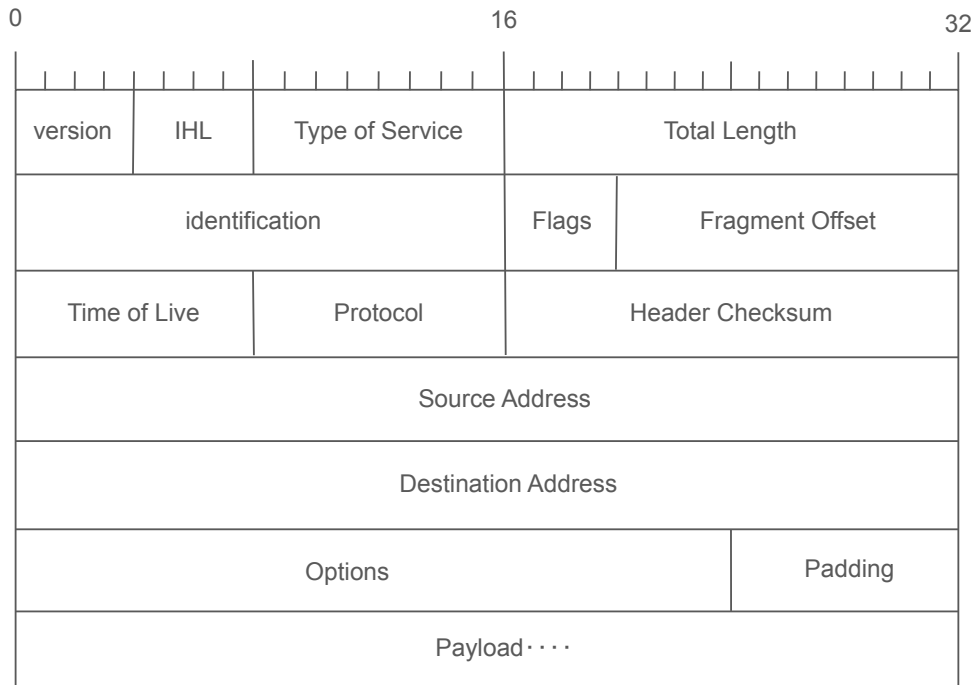 0 16 32
version IHL Type of Service Total Length
identification Flags Fragment Offset
Time of Live Protocol Header Checksum
Source Address
Destination Address
Options Padding
Payload····